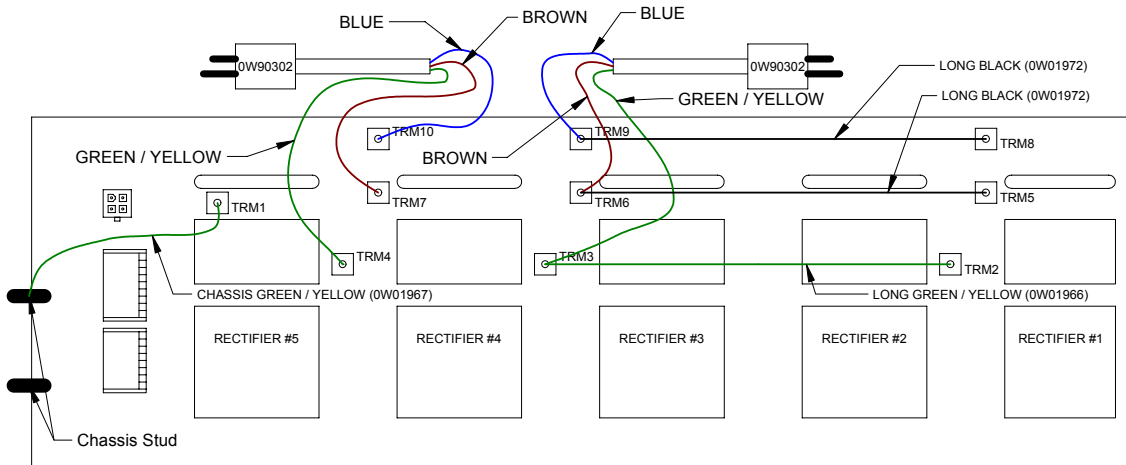 BLUE
BROWN
BLUE
0W90302
0W90302
LONG BLACK (0W01972)
LONG BLACK (0W01972)
GREEN / YELLOW
GREEN / YELLOW
BROWN
TRM10
TRM9
TRM8
TRM7
TRM6
TRM5
TRM1
TRM4
TRM3
TRM2
CHASSIS GREEN / YELLOW (0W01967)
LONG GREEN / YELLOW (0W01966)
RECTIFIER #5
RECTIFIER #4
RECTIFIER #3
RECTIFIER #2
RECTIFIER #1
Chassis Stud